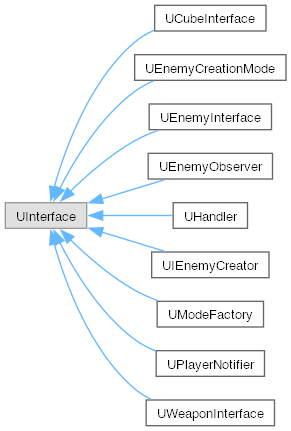 UCubeInterface
UEnemyCreationMode
UEnemyInterface
UEnemyObserver
UInterface
UHandler
UIEnemyCreator
UModeFactory
UPlayerNotifier
UWeaponInterface